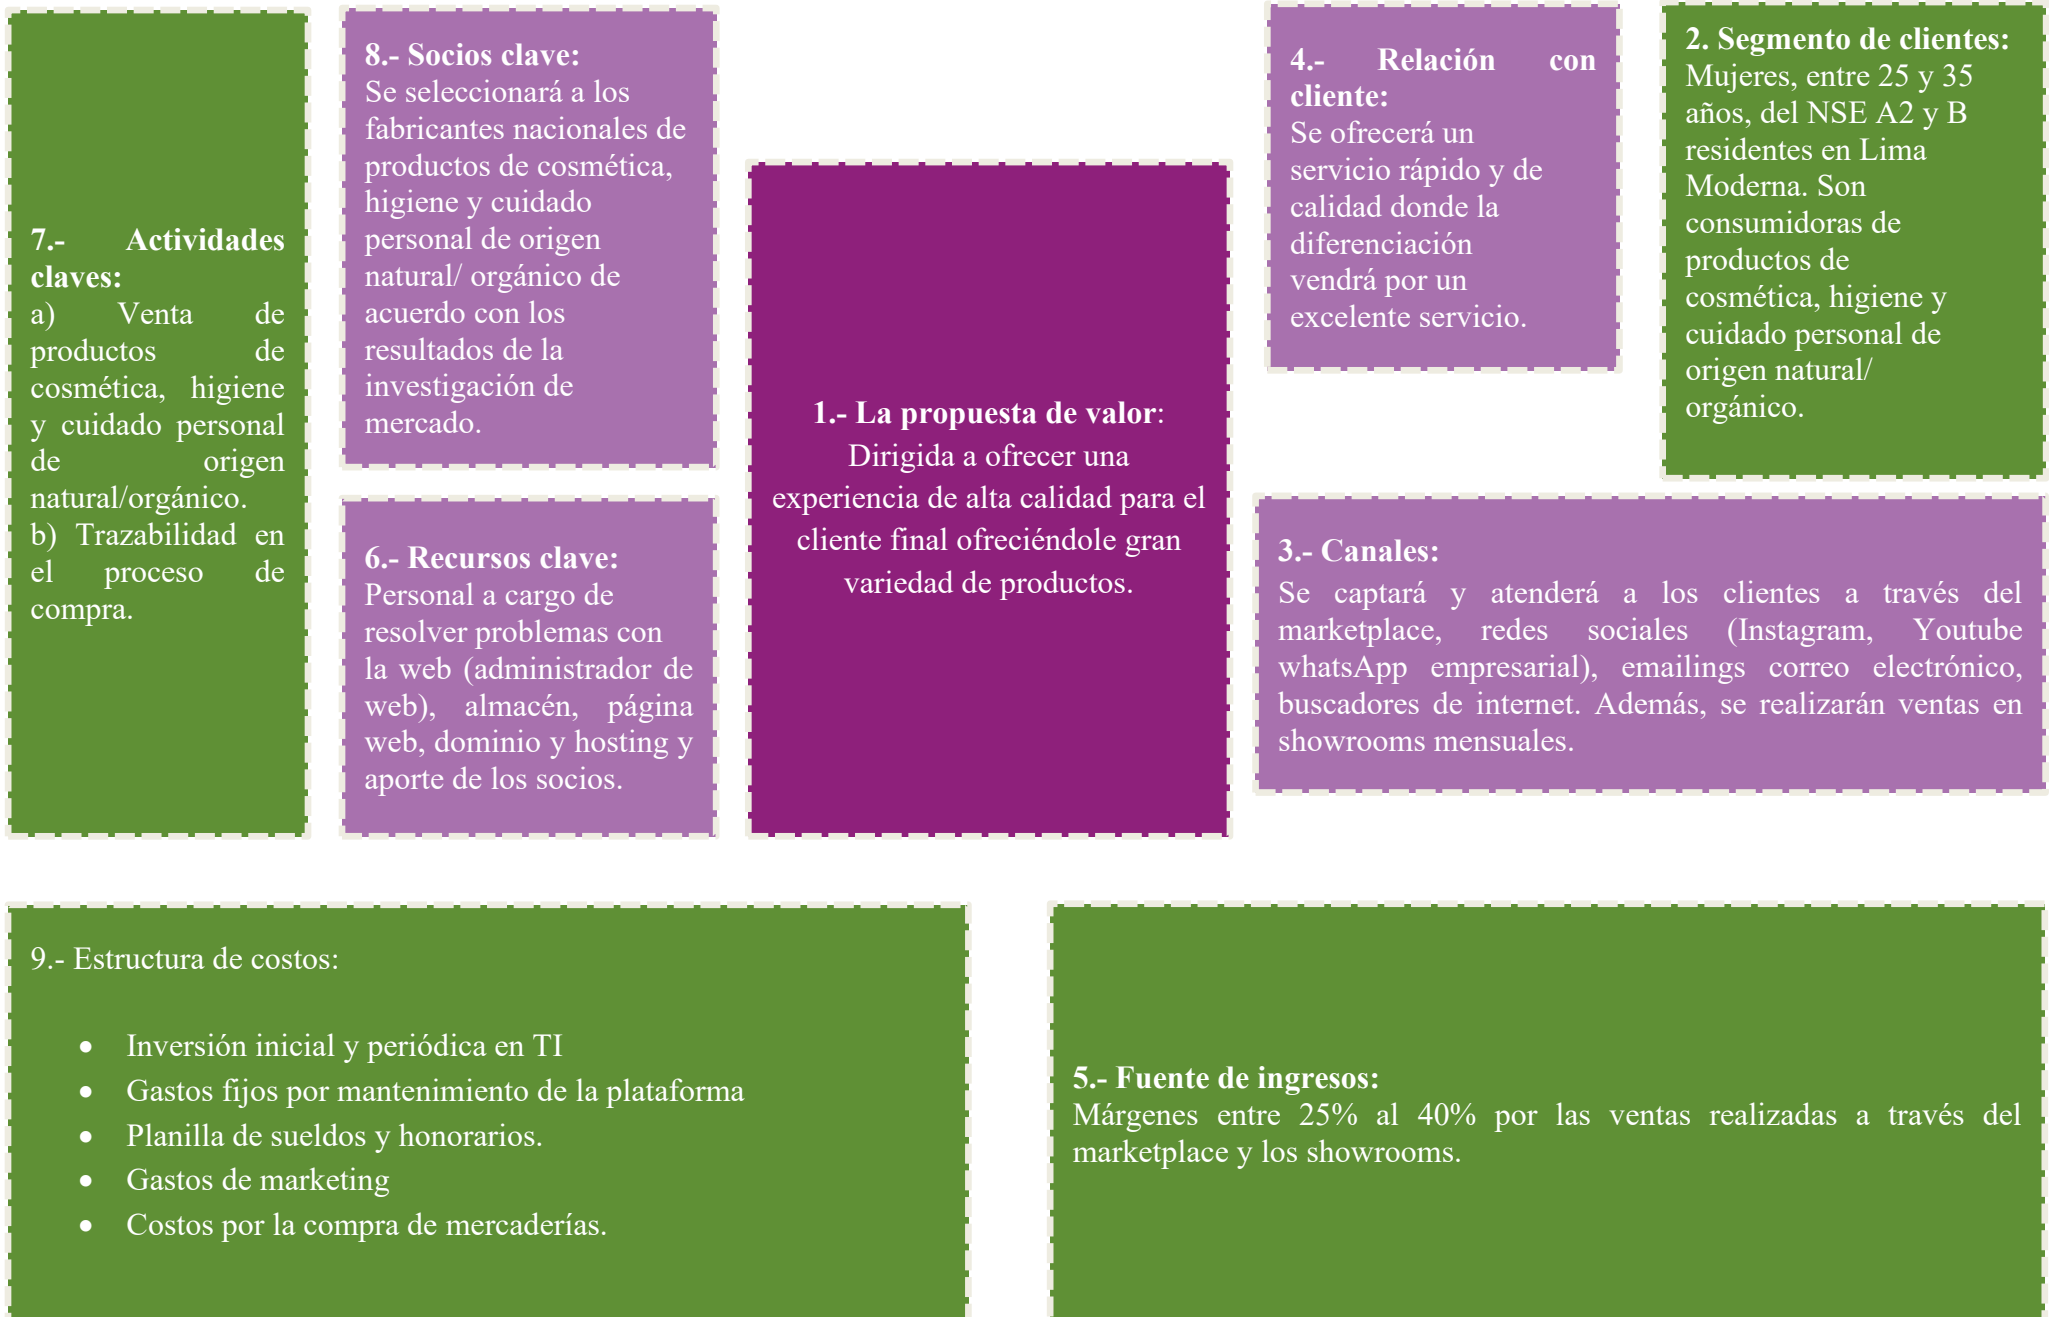 7.- Actividades
claves:
a) Venta de
productos de
cosmética, higiene
y cuidado personal
de origen
natural/orgánico.
b) Trazabilidad en
el proceso de
compra.
8.- Socios clave:
Se seleccionará a los
fabricantes nacionales de
productos de cosmética,
higiene y cuidado
personal de origen
natural/ orgánico de
acuerdo con los
resultados de la
investigación de
mercado.
6.- Recursos clave:
Personal a cargo de
resolver problemas con
la web (administrador de
web), almacén, página
web, dominio y hosting y
aporte de los socios.
1.- La propuesta de valor:
Dirigida a ofrecer una
experiencia de alta calidad para el
cliente final ofreciéndole gran
variedad de productos.
4.- Relación con
cliente:
Se ofrecerá un
servicio rápido y de
calidad donde la
diferenciación
vendrá por un
excelente servicio.
2. Segmento de clientes:
Mujeres, entre 25 y 35
años, del NSE A2 y B
residentes en Lima
Moderna. Son
consumidoras de
productos de
cosmética, higiene y
cuidado personal de
origen natural/
orgánico.
3.- Canales:
Se captará y atenderá a los clientes a través del
marketplace, redes sociales (Instagram, Youtube
whatsApp empresarial), emailings correo electrónico,
buscadores de internet. Además, se realizarán ventas en
showrooms mensuales.
9.- Estructura de costos:
• Inversión inicial y periódica en TI
• Gastos fijos por mantenimiento de la plataforma
• Planilla de sueldos y honorarios.
• Gastos de marketing
• Costos por la compra de mercaderías.
5.- Fuente de ingresos:
Márgenes entre 25% al 40% por las ventas realizadas a través del
marketplace y los showrooms.